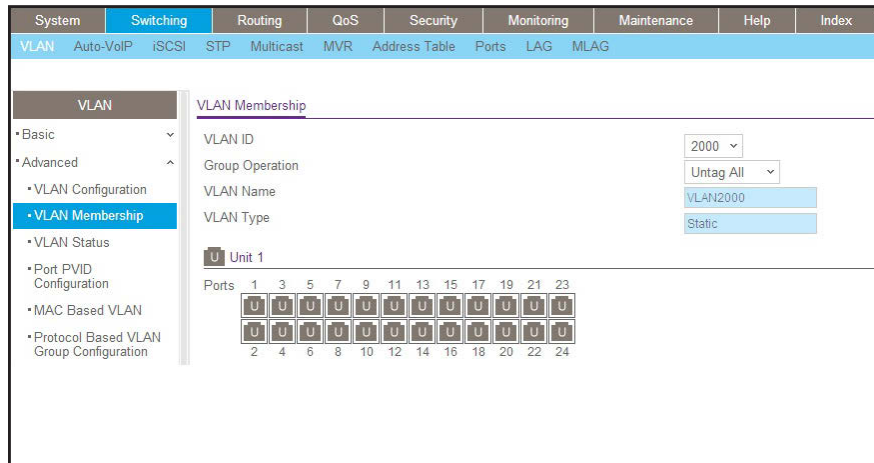 System Switching Routing QoS Security Monitoring Maintenance Help Index
VLAN Auto-VoIP iSCSI STP Multicast MVR Address Table Ports LAG MLAG
VLAN
Basic
Advanced
VLAN Configuration
VLAN Membership
VLAN Status
Port PVID
Configuration
MAC Based VLAN
Protocol Based VLAN
Group Configuration
VLAN Membership
VLAN ID 2000
Group Operation Untag All
VLAN Name VLAN2000
VLAN Type Static
U Unit 1
Ports 1 3 5 7 9 11 13 15 17 19 21 23
U U U U U U U U U U U U
U U U U U U U U U U U U
2 4 6 8 10 12 14 16 18 20 22 24